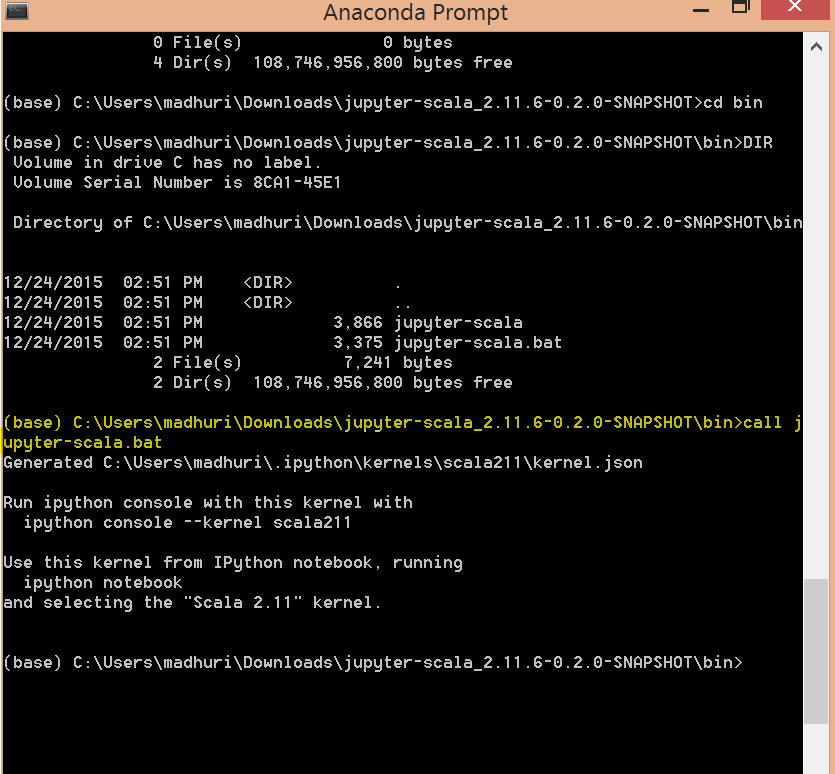 Anaconda Prompt
0 File(s) 0 bytes
4 Dir(s) 108,746,956,800 bytes free
(base) C:\Users\madhuri\Downloads\jupyter-scala_2.11.6-0.2.0-SNAPSHOT>cd bin
(base) C:\Users\madhuri\Downloads\jupyter-scala_2.11.6-0.2.0-SNAPSHOT\bin>DIR
Volume in drive C has no label.
Volume Serial Number is 8CA1-45E1
Directory of C:\Users\madhuri\Downloads\jupyter-scala_2.11.6-0.2.0-SNAPSHOT\bin
12/24/2015 02:51 PM <DIR> .
12/24/2015 02:51 PM <DIR> ..
12/24/2015 02:51 PM 3,866 jupyter-scala
12/24/2015 02:51 PM 3,375 jupyter-scala.bat
2 File(s) 7,241 bytes
2 Dir(s) 108,746,956,800 bytes free
(base) C:\Users\madhuri\Downloads\jupyter-scala_2.11.6-0.2.0-SNAPSHOT\bin>call j
upyter-scala.bat
Generated C:\Users\madhuri\.ipython\kernels\scala211\kernel.json
Run ipython console with this kernel with
ipython console --kernel scala211
Use this kernel from IPython notebook, running
ipython notebook
and selecting the "Scala 2.11" kernel.
(base) C:\Users\madhuri\Downloads\jupyter-scala_2.11.6-0.2.0-SNAPSHOT\bin>